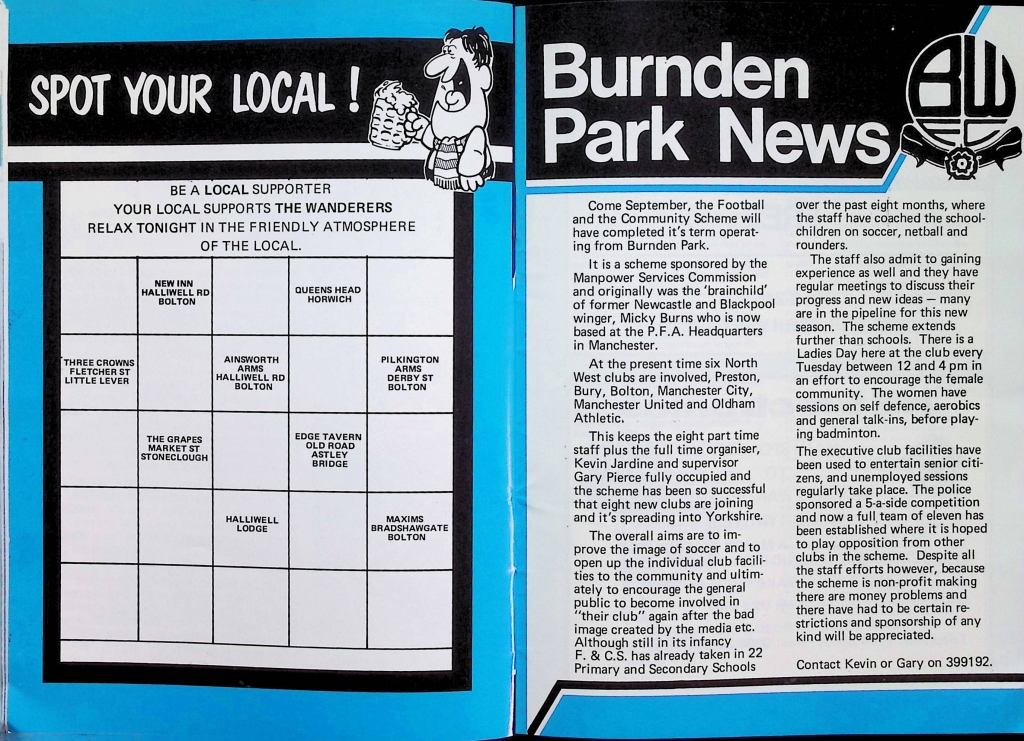 SPOT YOUR LOCAL !
BE A LOCAL SUPPORTER
YOUR LOCAL SUPPORTS THE WANDERERS
RELAX TONIGHT IN THE FRIENDLY ATMOSPHERE
OF THE LOCAL.
NEW INN
HALLIWELL RD
BOLTON
QUEENS HEAD
HORWICH
THREE CROWNS
FLETCHER ST
LITTLE LEVER
AINSWORTH
ARMS
HALLIWELL RD
BOLTON
PILKINGTON
ARMS
DERBY ST
BOLTON
THE GRAPES
MARKET ST
STONECLOUGH
EDGE TAVERN
OLD ROAD
ASTLEY
BRIDGE
HALLIWELL
LODGE
MAXIMS
BRADSHAWGATE
BOLTON
Burnden
Park News
BW
FC
Come September, the Football
and the Community Scheme will
have completed it's term operat-
ing from Burnden Park.
It is a scheme sponsored by the
Manpower Services Commission
and originally was the 'brainchild'
of former Newcastle and Blackpool
winger, Micky Burns who is now
based at the P.F.A. Headquarters
in Manchester.
At the present time six North
West clubs are involved, Preston,
Bury, Bolton, Manchester City,
Manchester United and Oldham
Athletic.
This keeps the eight part time
staff plus the full time organiser,
Kevin Jardine and supervisor
Gary Pierce fully occupied and
the scheme has been so successful
that eight new clubs are joining
and it's spreading into Yorkshire.
The overall aims are to im-
prove the image of soccer and to
open up the individual club facili-
ties to the community and ultim-
ately to encourage the general
public to become involved in
"their club" again after the bad
image created by the media etc.
Although still in its infancy
F. & C.S. has already taken in 22
Primary and Secondary Schools
over the past eight months, where
the staff have coached the school-
children on soccer, netball and
rounders.
The staff also admit to gaining
experience as well and they have
regular meetings to discuss their
progress and new ideas — many
are in the pipeline for this new
season. The scheme extends
further than schools. There is a
Ladies Day here at the club every
Tuesday between 12 and 4 pm in
an effort to encourage the female
community. The women have
sessions on self defence, aerobics
and general talk-ins, before play-
ing badminton.
The executive club facilities have
been used to entertain senior citi-
zens, and unemployed sessions
regularly take place. The police
sponsored a 5-a-side competition
and now a full team of eleven has
been established where it is hoped
to play opposition from other
clubs in the scheme. Despite all
the staff efforts however, because
the scheme is non-profit making
there are money problems and
there have had to be certain re-
strictions and sponsorship of any
kind will be appreciated.
Contact Kevin or Gary on 399192.